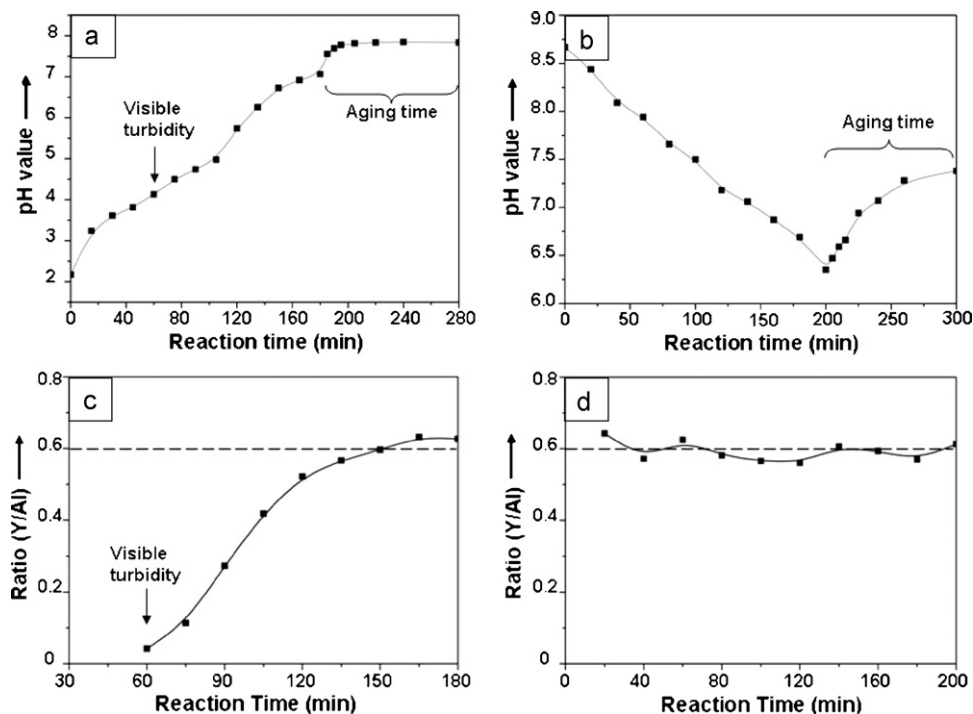 a
8
7
6
5
4
3
2
pH value
Visible
turbidity
Aging time
0 40 80 120 160 200 240 280
Reaction time (min)
b
9.0
8.5
8.0
7.5
7.0
6.5
6.0
pH value
Aging time
0 50 100 150 200 250 300
Reaction time (min)
c
0.8
0.6
0.4
0.2
0
Ratio (Y/Al)
Visible
turbidity
30 60 90 120 150 180
Reaction Time (min)
d
0.8
0.6
0.4
0.2
0
Ratio (Y/Al)
0 40 80 120 160 200
Reaction Time (min)